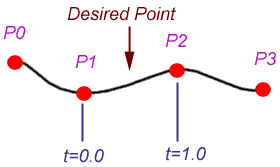 Desired Point
P0
P1
P2
P3
t=0.0
t=1.0